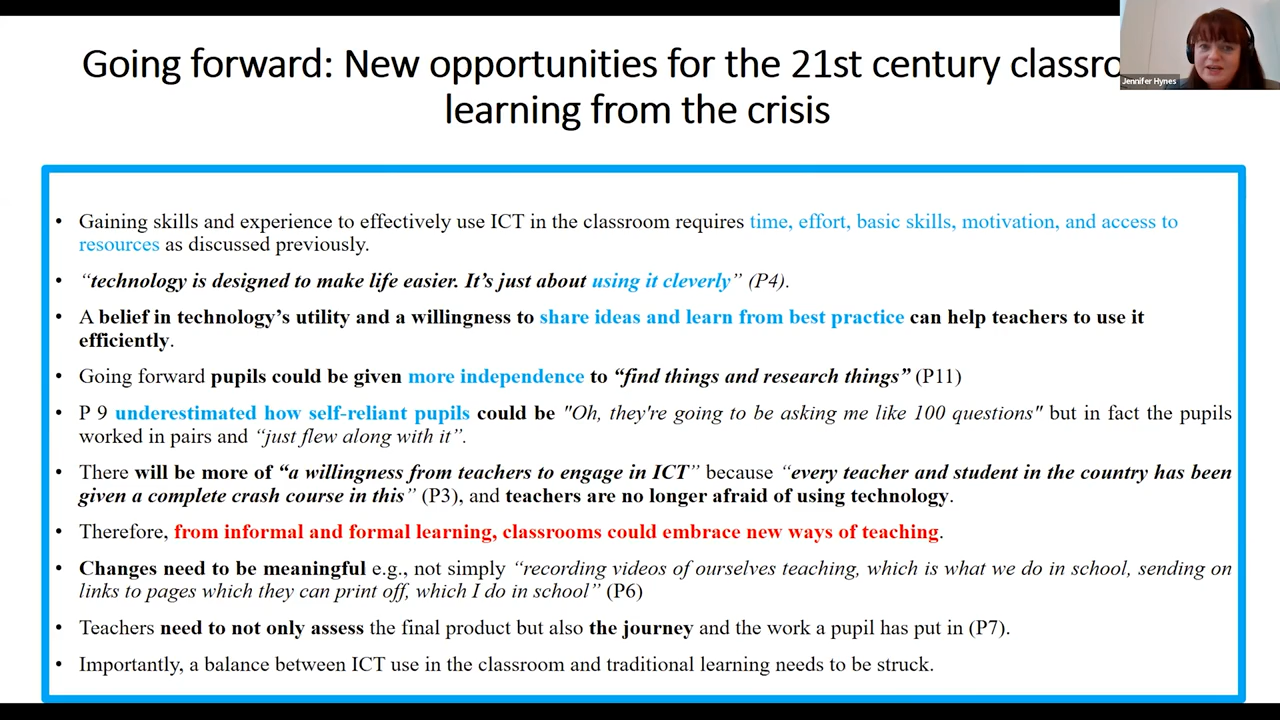 Going forward: New opportunities for the 21st century classro
learning from the crisis
Jennifer Hynes
• Gaining skills and experience to effectively use ICT in the classroom requires time, effort, basic skills, motivation, and access to
resources as discussed previously.
• “technology is designed to make life easier. It’s just about using it cleverly” (P4).
• A belief in technology’s utility and a willingness to share ideas and learn from best practice can help teachers to use it
efficiently.
• Going forward pupils could be given more independence to “find things and research things” (P11)
• P 9 underestimated how self-reliant pupils could be "Oh, they're going to be asking me like 100 questions" but in fact the pupils
worked in pairs and “just flew along with it”.
• There will be more of “a willingness from teachers to engage in ICT” because “every teacher and student in the country has been
given a complete crash course in this” (P3), and teachers are no longer afraid of using technology.
• Therefore, from informal and formal learning, classrooms could embrace new ways of teaching.
• Changes need to be meaningful e.g., not simply “recording videos of ourselves teaching, which is what we do in school, sending on
links to pages which they can print off, which I do in school” (P6)
• Teachers need to not only assess the final product but also the journey and the work a pupil has put in (P7).
• Importantly, a balance between ICT use in the classroom and traditional learning needs to be struck.